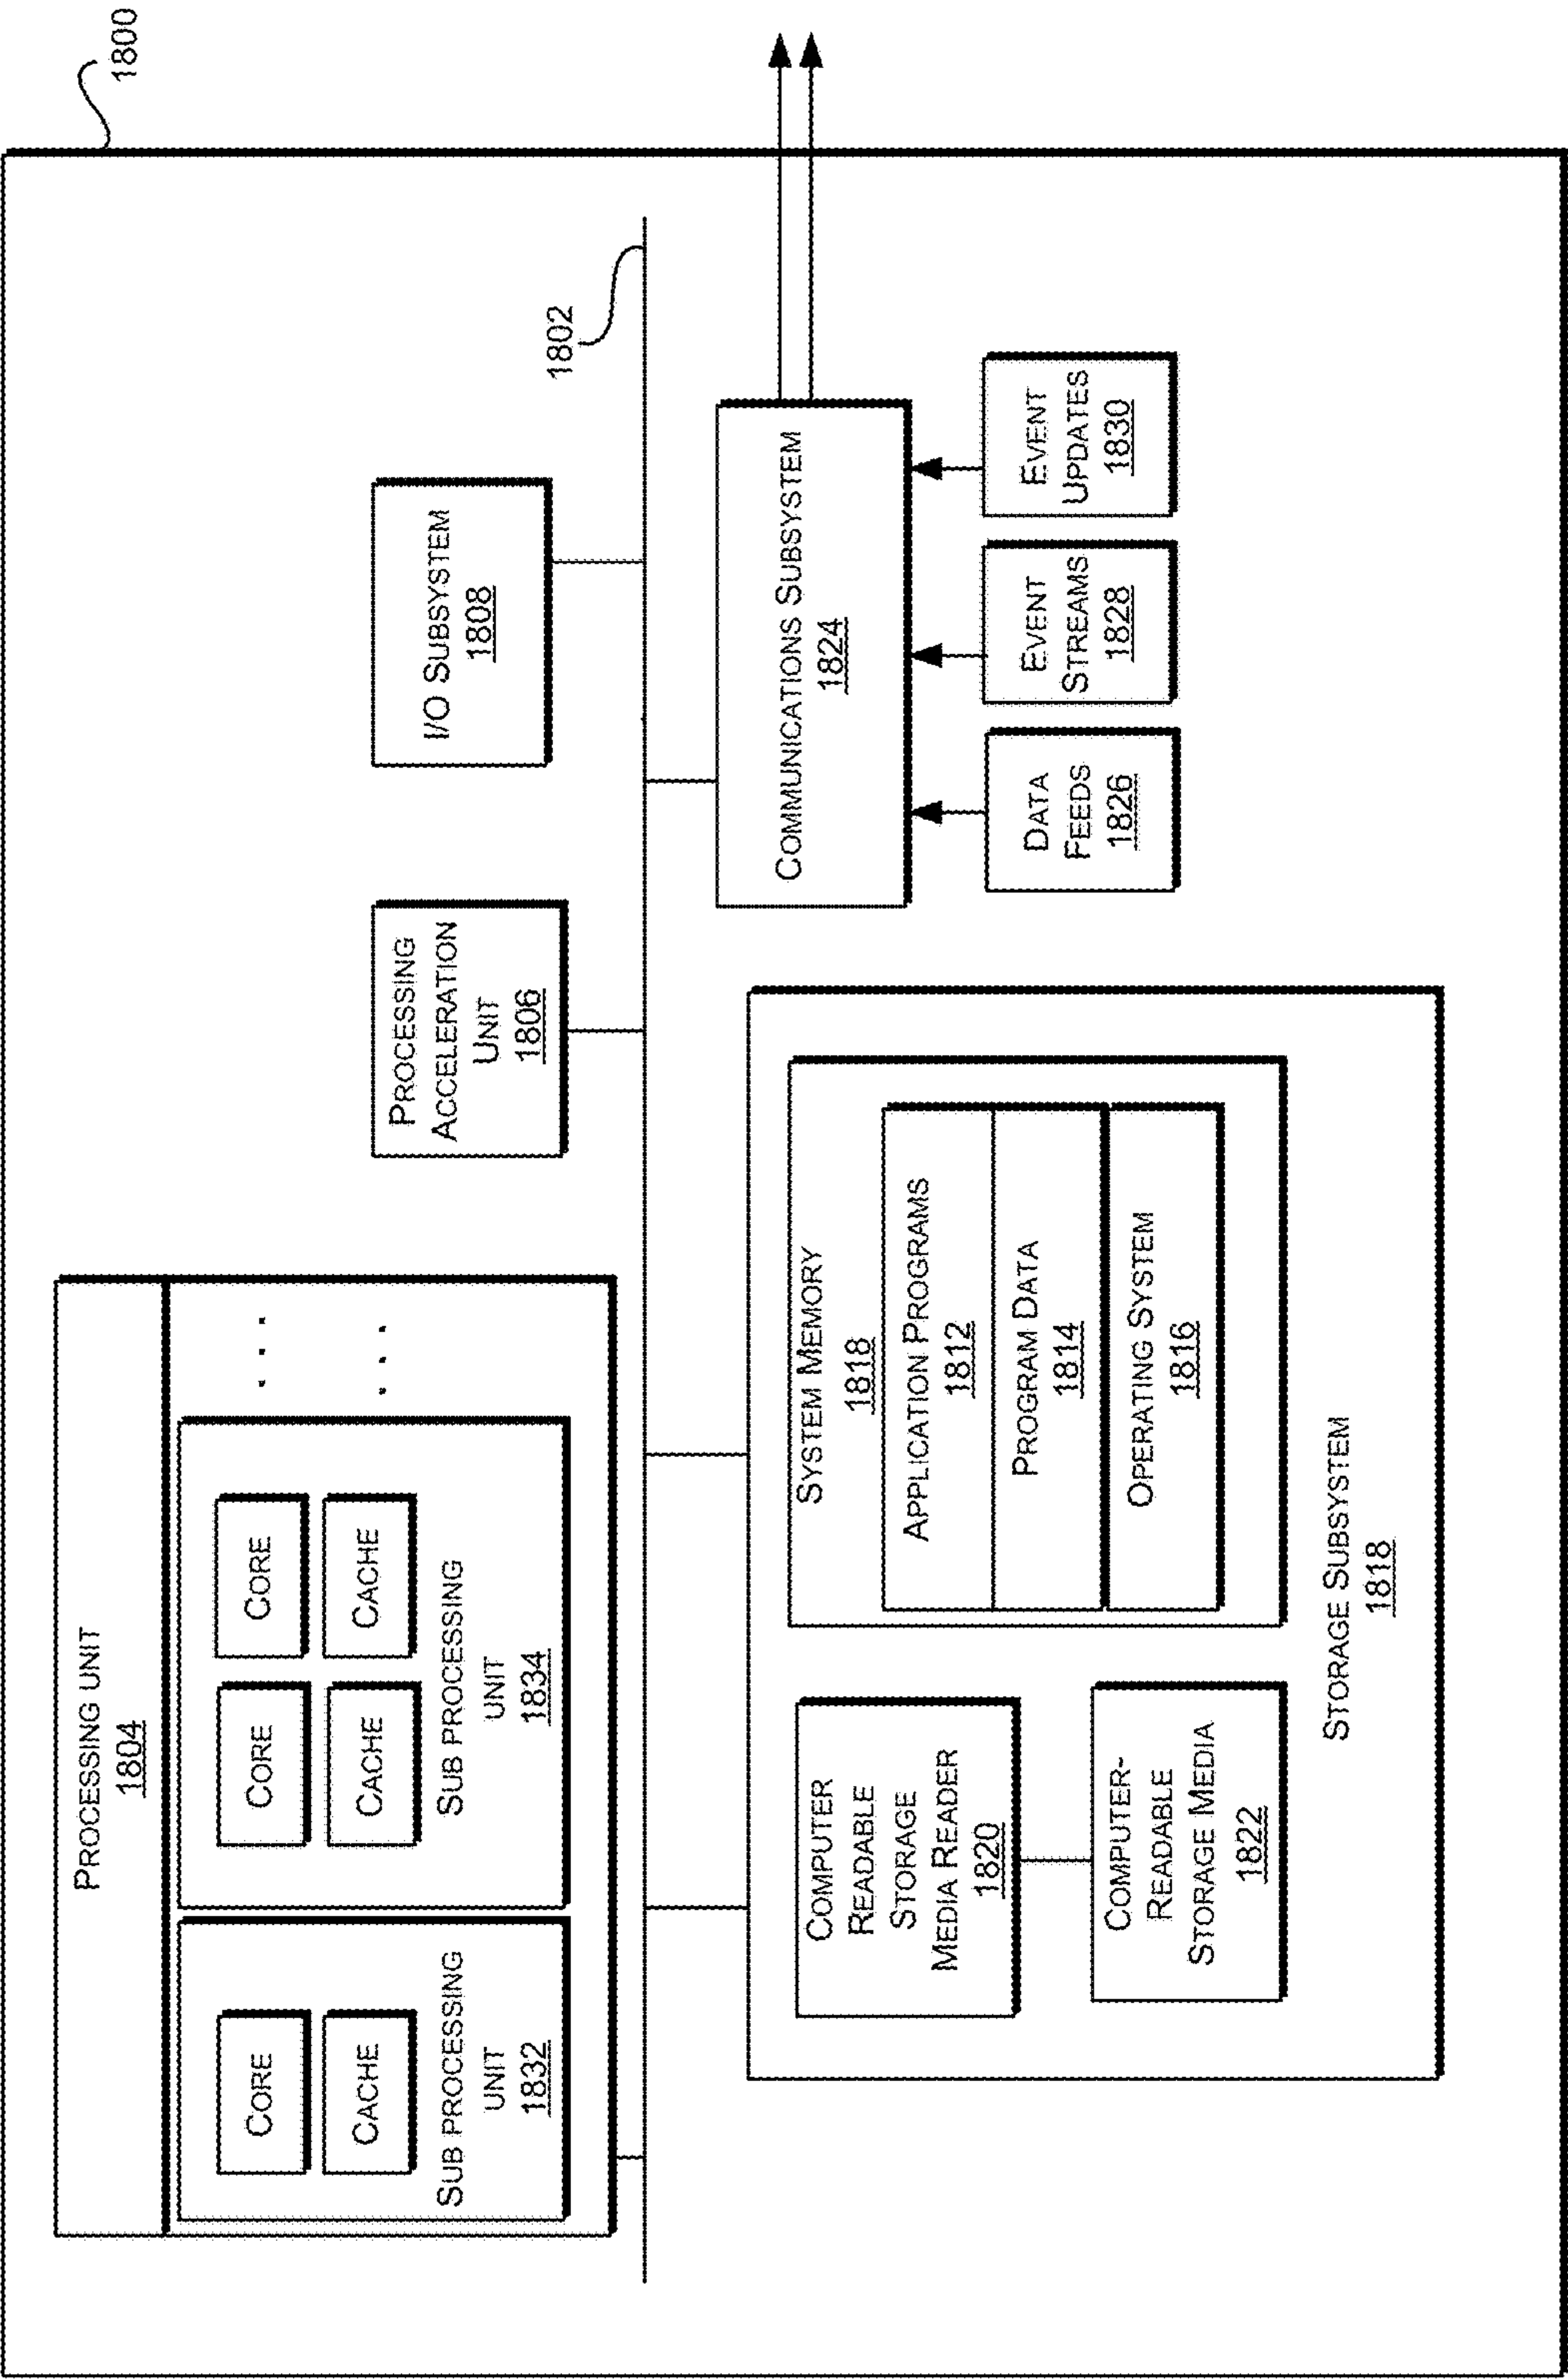 1800
PROCESSING UNIT
1804
CORE
CACHE
SUB PROCESSING
UNIT
1832
CORE
CORE
CACHE
CACHE
SUB PROCESSING
UNIT
1834
. . .
. . .
PROCESSING
ACCELERATION
UNIT
1806
I/O SUBSYSTEM
1808
1802
COMPUTER
READABLE
STORAGE
MEDIA READER
1820
COMPUTER-
READABLE
STORAGE MEDIA
1822
SYSTEM MEMORY
1818
APPLICATION PROGRAMS
1812
PROGRAM DATA
1814
OPERATING SYSTEM
1816
STORAGE SUBSYSTEM
1818
COMMUNICATIONS SUBSYSTEM
1824
DATA
FEEDS
1826
EVENT
STREAMS
1828
EVENT
UPDATES
1830